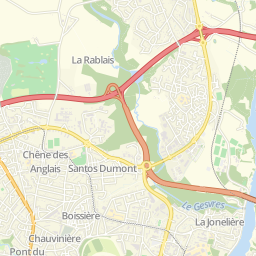 La Rablais
Chêne des
Anglais
Santos Dumont
Le Gesvres
Boissière
La Jonelière
Chauvinière
Pont du